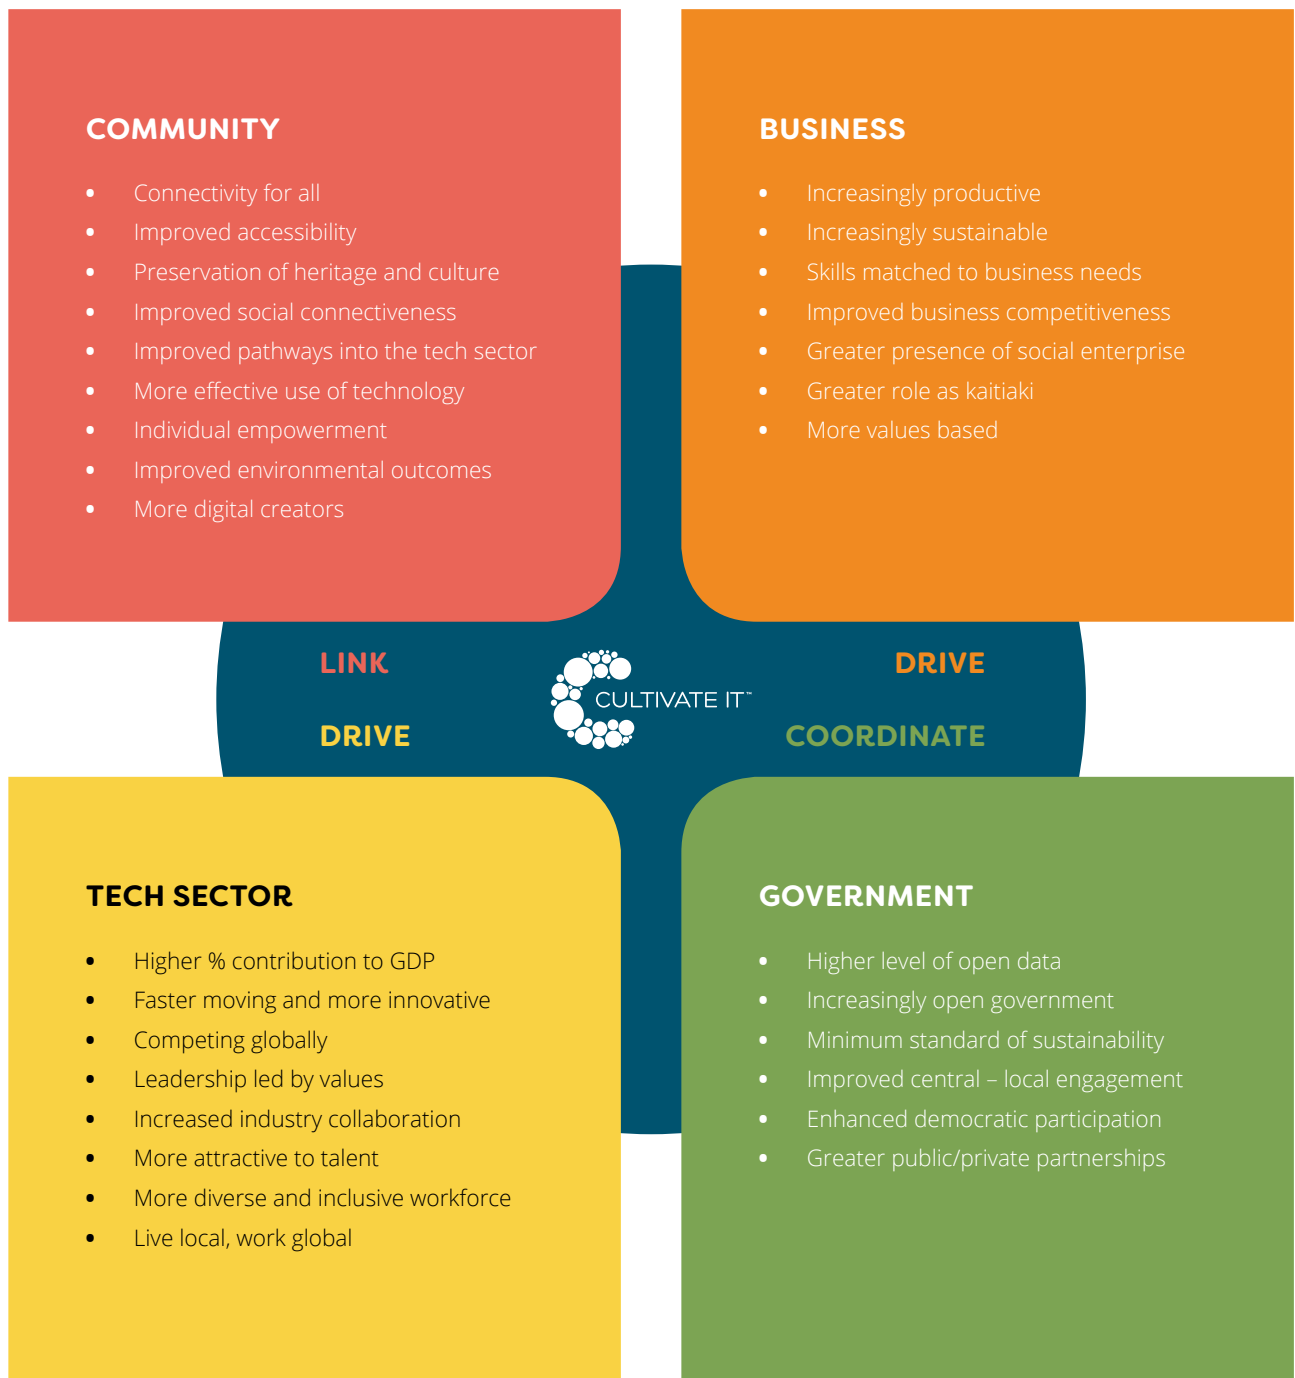 COMMUNITY
• Connectivity for all
• Improved accessibility
• Preservation of heritage and culture
• Improved social connectiveness
• Improved pathways into the tech sector
• More effective use of technology
• Individual empowerment
• Improved environmental outcomes
• More digital creators
BUSINESS
• Increasingly productive
• Increasingly sustainable
• Skills matched to business needs
• Improved business competitiveness
• Greater presence of social enterprise
• Greater role as kaitiaki
• More values based
LINK
DRIVE
CULTIVATE IT™
DRIVE
COORDINATE
TECH SECTOR
• Higher % contribution to GDP
• Faster moving and more innovative
• Competing globally
• Leadership led by values
• Increased industry collaboration
• More attractive to talent
• More diverse and inclusive workforce
• Live local, work global
GOVERNMENT
• Higher level of open data
• Increasingly open government
• Minimum standard of sustainability
• Improved central – local engagement
• Enhanced democratic participation
• Greater public/private partnerships